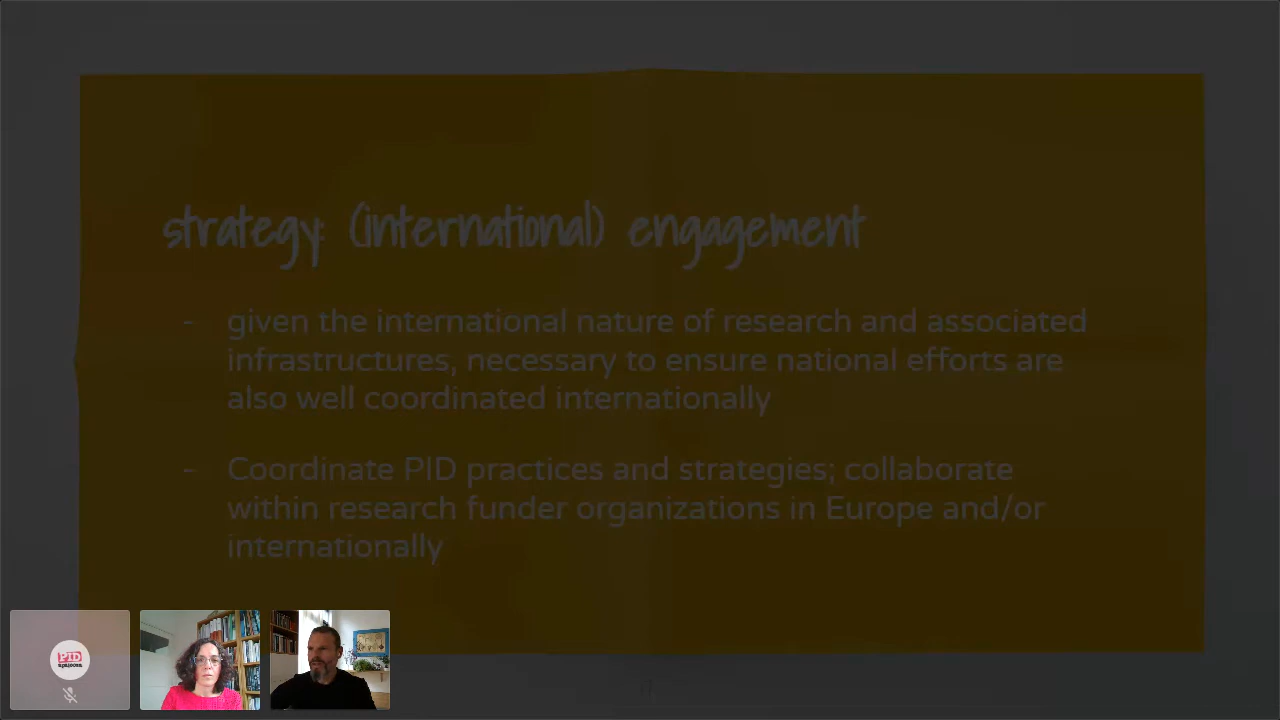 strategy: (international) engagement
- given the international nature of research and associated
infrastructures, necessary to ensure national efforts are
also well coordinated internationally
- Coordinate PID practices and strategies; collaborate
within research funder organizations in Europe and/or
internationally
PID